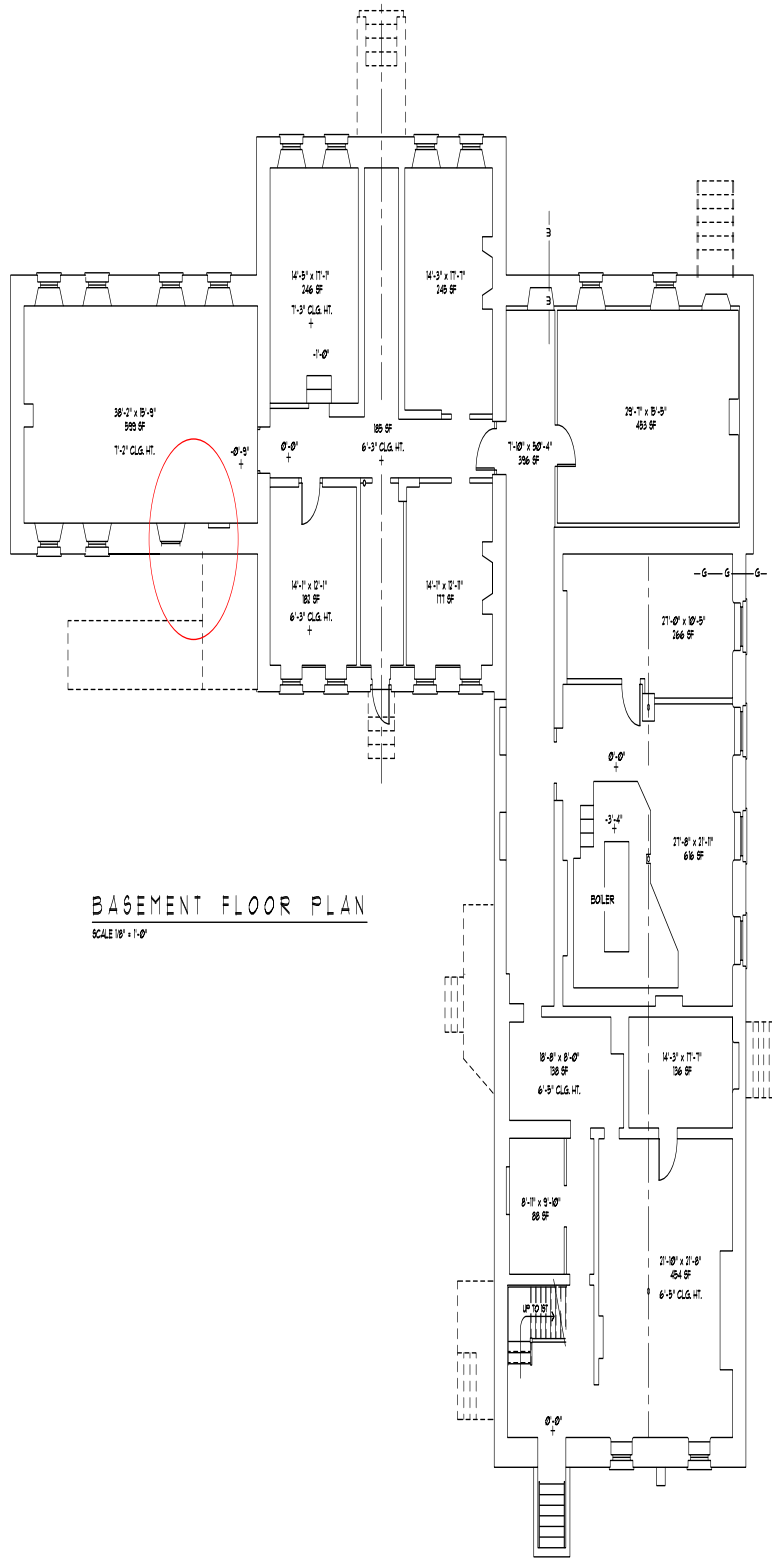 B
B
14'-5" x 17'-1"
246 SF
7'-3" CLG. HT.
-1'-0"
14'-3" x 17'-7"
245 SF
38'-2" x 15'-9"
599 SF
7'-2" CLG. HT.
-0'-9"
0'-0"
185 SF
6'-3" CLG. HT.
7'-10" x 50'-4"
396 SF
29'-7" x 15'-5"
453 SF
14'-1" x 12'-1"
182 SF
6'-3" CLG. HT.
14'-1" x 12'-11"
177 SF
G G G
27'-0" x 10'-5"
266 SF
0'-0"
-3'-4"
27'-8" x 21'-11"
616 SF
BOILER
BASEMENT FLOOR PLAN
SCALE 1/8" = 1'-0"
18'-8" x 8'-0"
138 SF
6'-5" CLG. HT.
14'-3" x 17'-7"
136 SF
8'-11" x 9'-10"
88 SF
21'-10" x 21'-8"
454 SF
6'-5" CLG. HT.
UP TO 1ST
0'-0"